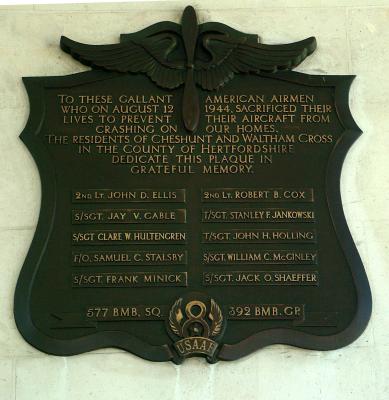 TO THESE GALLANT AMERICAN AIRMEN
WHO ON AUGUST 12 1944, SACRIFICED THEIR
LIVES TO PREVENT THEIR AIRCRAFT FROM
CRASHING ON OUR HOMES.
THE RESIDENTS OF CHESHUNT AND WALTHAM CROSS
IN THE COUNTY OF HERTFORDSHIRE
DEDICATE THIS PLAQUE IN
GRATEFUL MEMORY.
2ND LT. JOHN D. ELLIS
2ND LT. ROBERT B. COX
S/SGT. JAY V. CABLE
T/SGT. STANLEY F. JANKOWSKI
S/SGT. CLARE W. HULTENGREN
T/SGT. JOHN H. HOLLING
F/O. SAMUEL C. STALSBY
S/SGT. WILLIAM C. McGINLEY
S/SGT. FRANK MINICK
S/SGT. JACK O. SHAEFFER
577 BMB. SQ. 392 BMB. GP.
8
USAAF